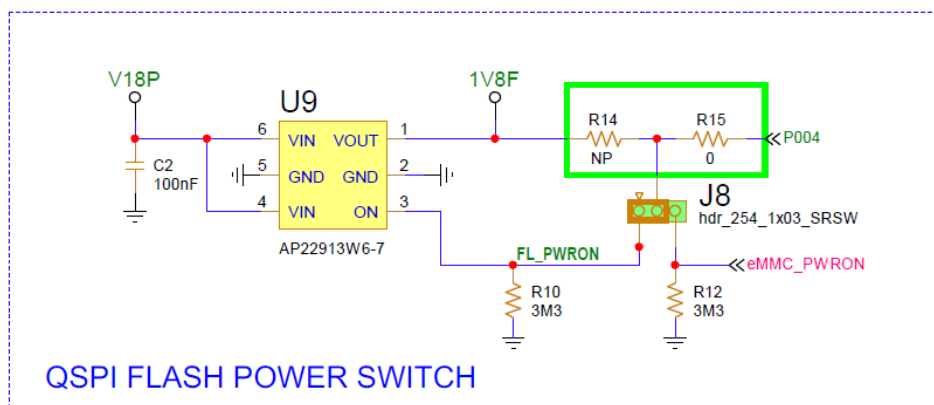 V18P
1V8F
U9
R14
R15
6
VIN
VOUT
1
P004
NP
0
C2
100nF
5
GND
GND
2
J8
4
VIN
ON
3
hdr_254_1x03_SRSW
AP22913W6-7
FL_PWRON
eMMC_PWRON
R10
3M3
R12
3M3
QSPI FLASH POWER SWITCH